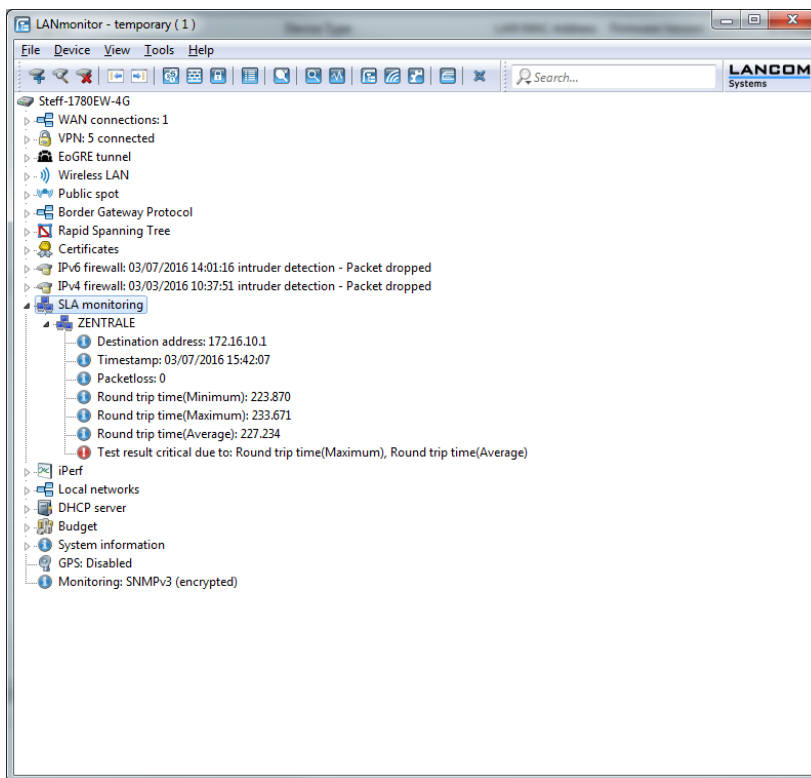 LANmonitor - temporary ( 1 )
File Device View Tools Help
Search...
LANCOM
Systems
Steff-1780EW-4G
WAN connections: 1
VPN: 5 connected
EoGRE tunnel
Wireless LAN
Public spot
Border Gateway Protocol
Rapid Spanning Tree
Certificates
IPv6 firewall: 03/07/2016 14:01:16 intruder detection - Packet dropped
IPv4 firewall: 03/03/2016 10:37:51 intruder detection - Packet dropped
SLA monitoring
ZENTRALE
Destination address: 172.16.10.1
Timestamp: 03/07/2016 15:42:07
Packetloss: 0
Round trip time(Minimum): 223.870
Round trip time(Maximum): 233.671
Round trip time(Average): 227.234
Test result critical due to: Round trip time(Maximum), Round trip time(Average)
iPerf
Local networks
DHCP server
Budget
System information
GPS: Disabled
Monitoring: SNMPv3 (encrypted)